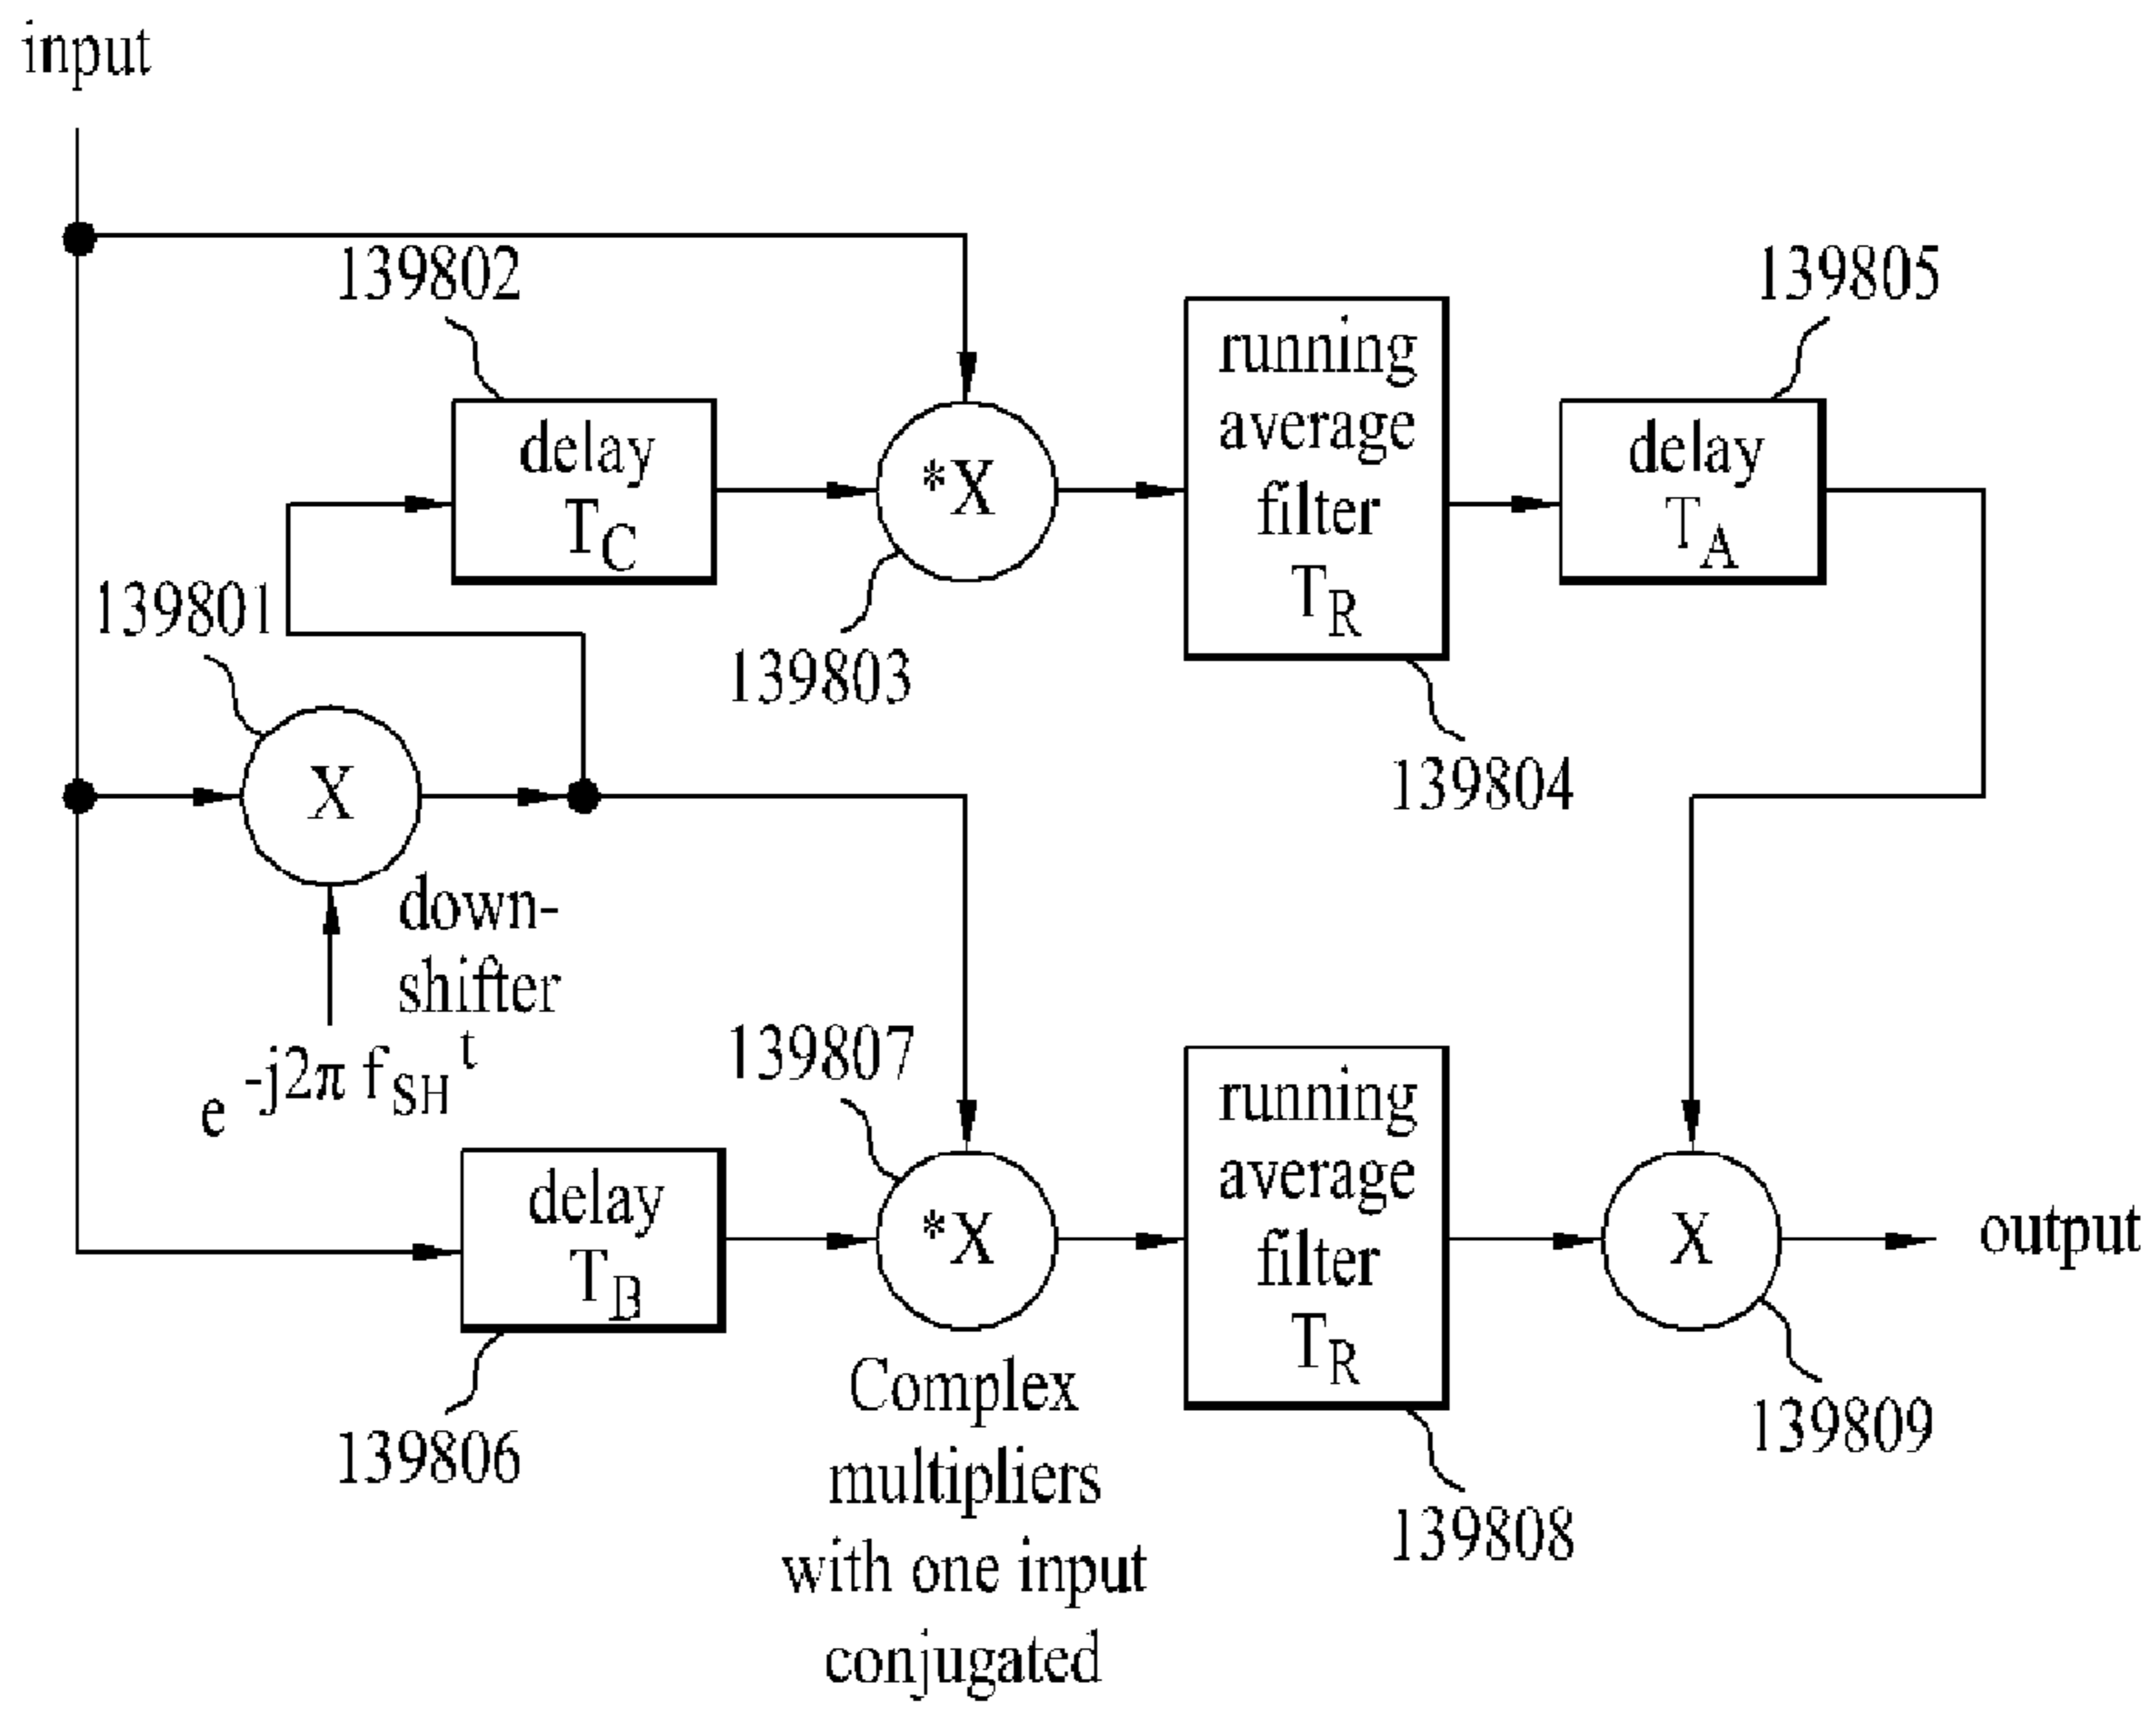 input
139802
139805
running
average
filter
T_R
delay
T_C
*X
delay
T_A
139801
139803
139804
X
down-
shifter
e^-j2π f_SH t
139807
running
average
filter
T_R
delay
T_B
*X
X
output
Complex
multipliers
with one input
conjugated
139806
139808
139809